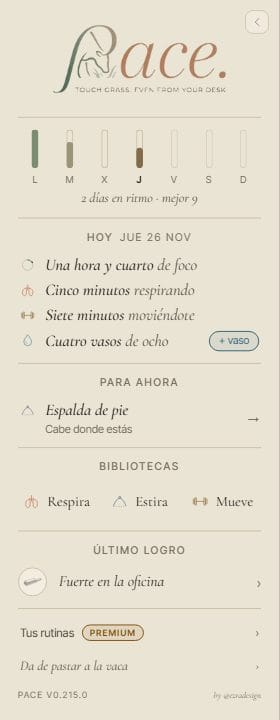 Pace.
TOUCH GRASS. EVEN FROM YOUR DESK
L M X J V S D
2 días en ritmo · mejor 9
HOY JUE 26 NOV
Una hora y cuarto de foco
Cinco minutos respirando
Siete minutos moviéndote
Cuatro vasos de ocho + vaso
PARA AHORA
Espalda de pie →
Cabe donde estás
BIBLIOTECAS
Respira Estira Mueve
ÚLTIMO LOGRO
Fuerte en la oficina ›
Tus rutinas PREMIUM ›
Da de pastar a la vaca ›
PACE V0.215.0 by @ezradesign